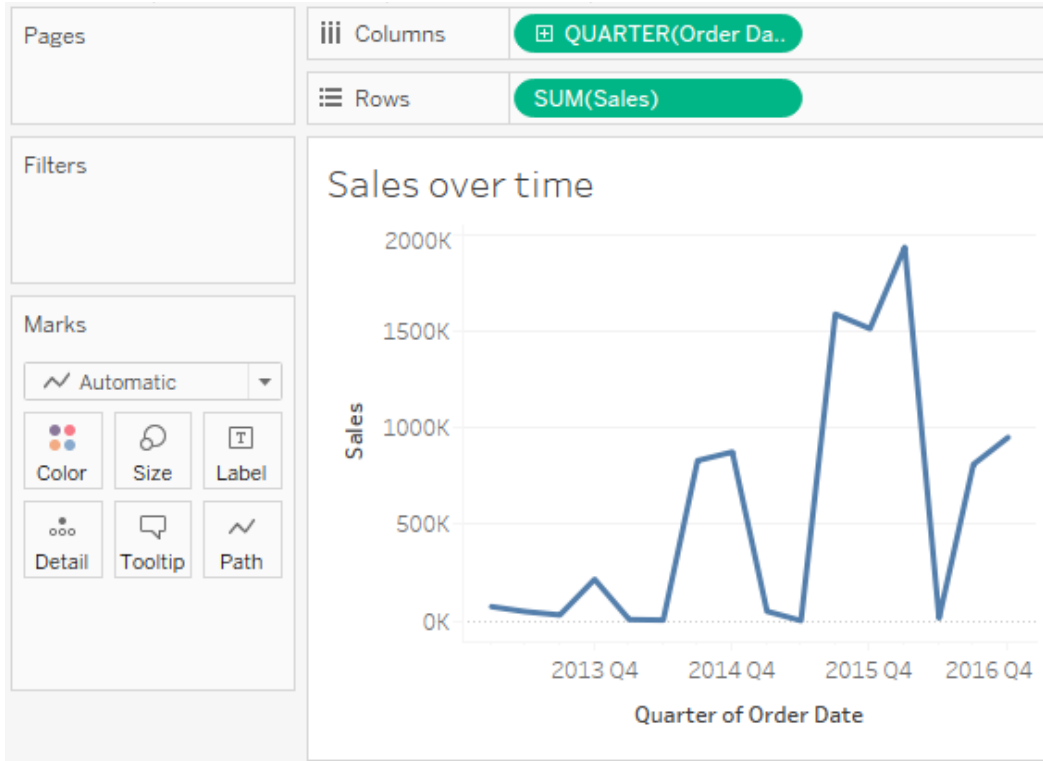 Pages
Columns
QUARTER(Order Da..
Rows
SUM(Sales)
Filters
Sales over time
2000K
1500K
1000K
500K
0K
Sales
2013 Q4
2014 Q4
2015 Q4
2016 Q4
Quarter of Order Date
Marks
Automatic
Color
Size
T
Label
Detail
Tooltip
Path